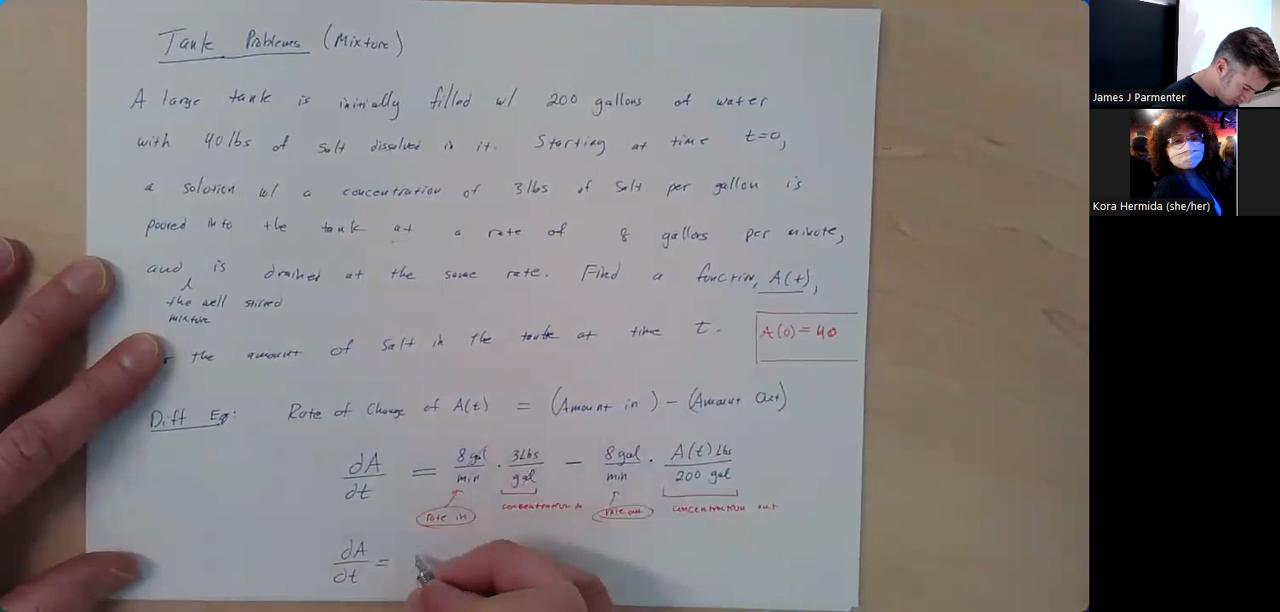 Tank Problems (Mixture)
A large tank is initially filled w/ 200 gallons of water
with 40 lbs of salt dissolved in it. Starting at time t=0,
a solution w/ a concentration of 3 lbs of salt per gallon is
poured into the tank at a rate of 8 gallons per minute,
and is drained at the same rate. Find a function, A(t),
the well stirred
mixture
the amount of salt in the tank at time t.
A(0) = 40
Diff Eq: Rate of Change of A(t) = (Amount in) - (Amount Out)
dA/dt = 8 gal/min · 3 Lbs/gal - 8 gal/min · A(t) Lbs/200 gal
rate in concentration in rate out concentration out
dA/dt =
James J Parmenter
Kora Hermida (she/her)